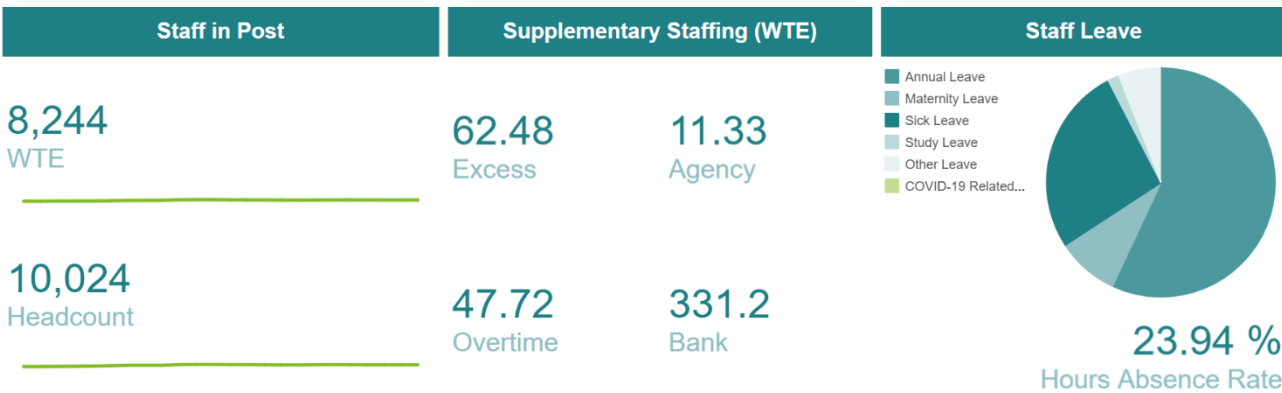 Staff in Post
8,244
WTE
10,024
Headcount
Supplementary Staffing (WTE)
62.48
Excess
11.33
Agency
47.72
Overtime
331.2
Bank
Staff Leave
Annual Leave
Maternity Leave
Sick Leave
Study Leave
Other Leave
COVID-19 Related...
23.94 %
Hours Absence Rate